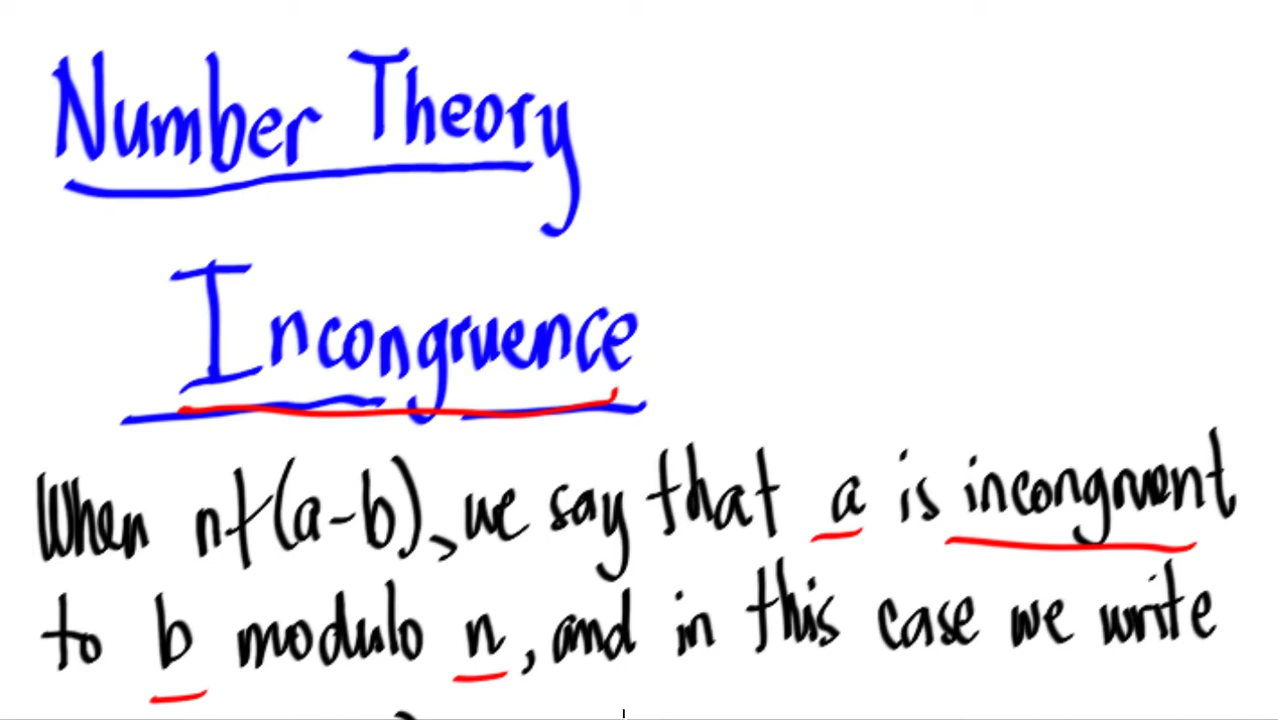 Number Theory
Incongruence
When n∤(a-b), we say that a is incongruent
to b modulo n, and in this case we write